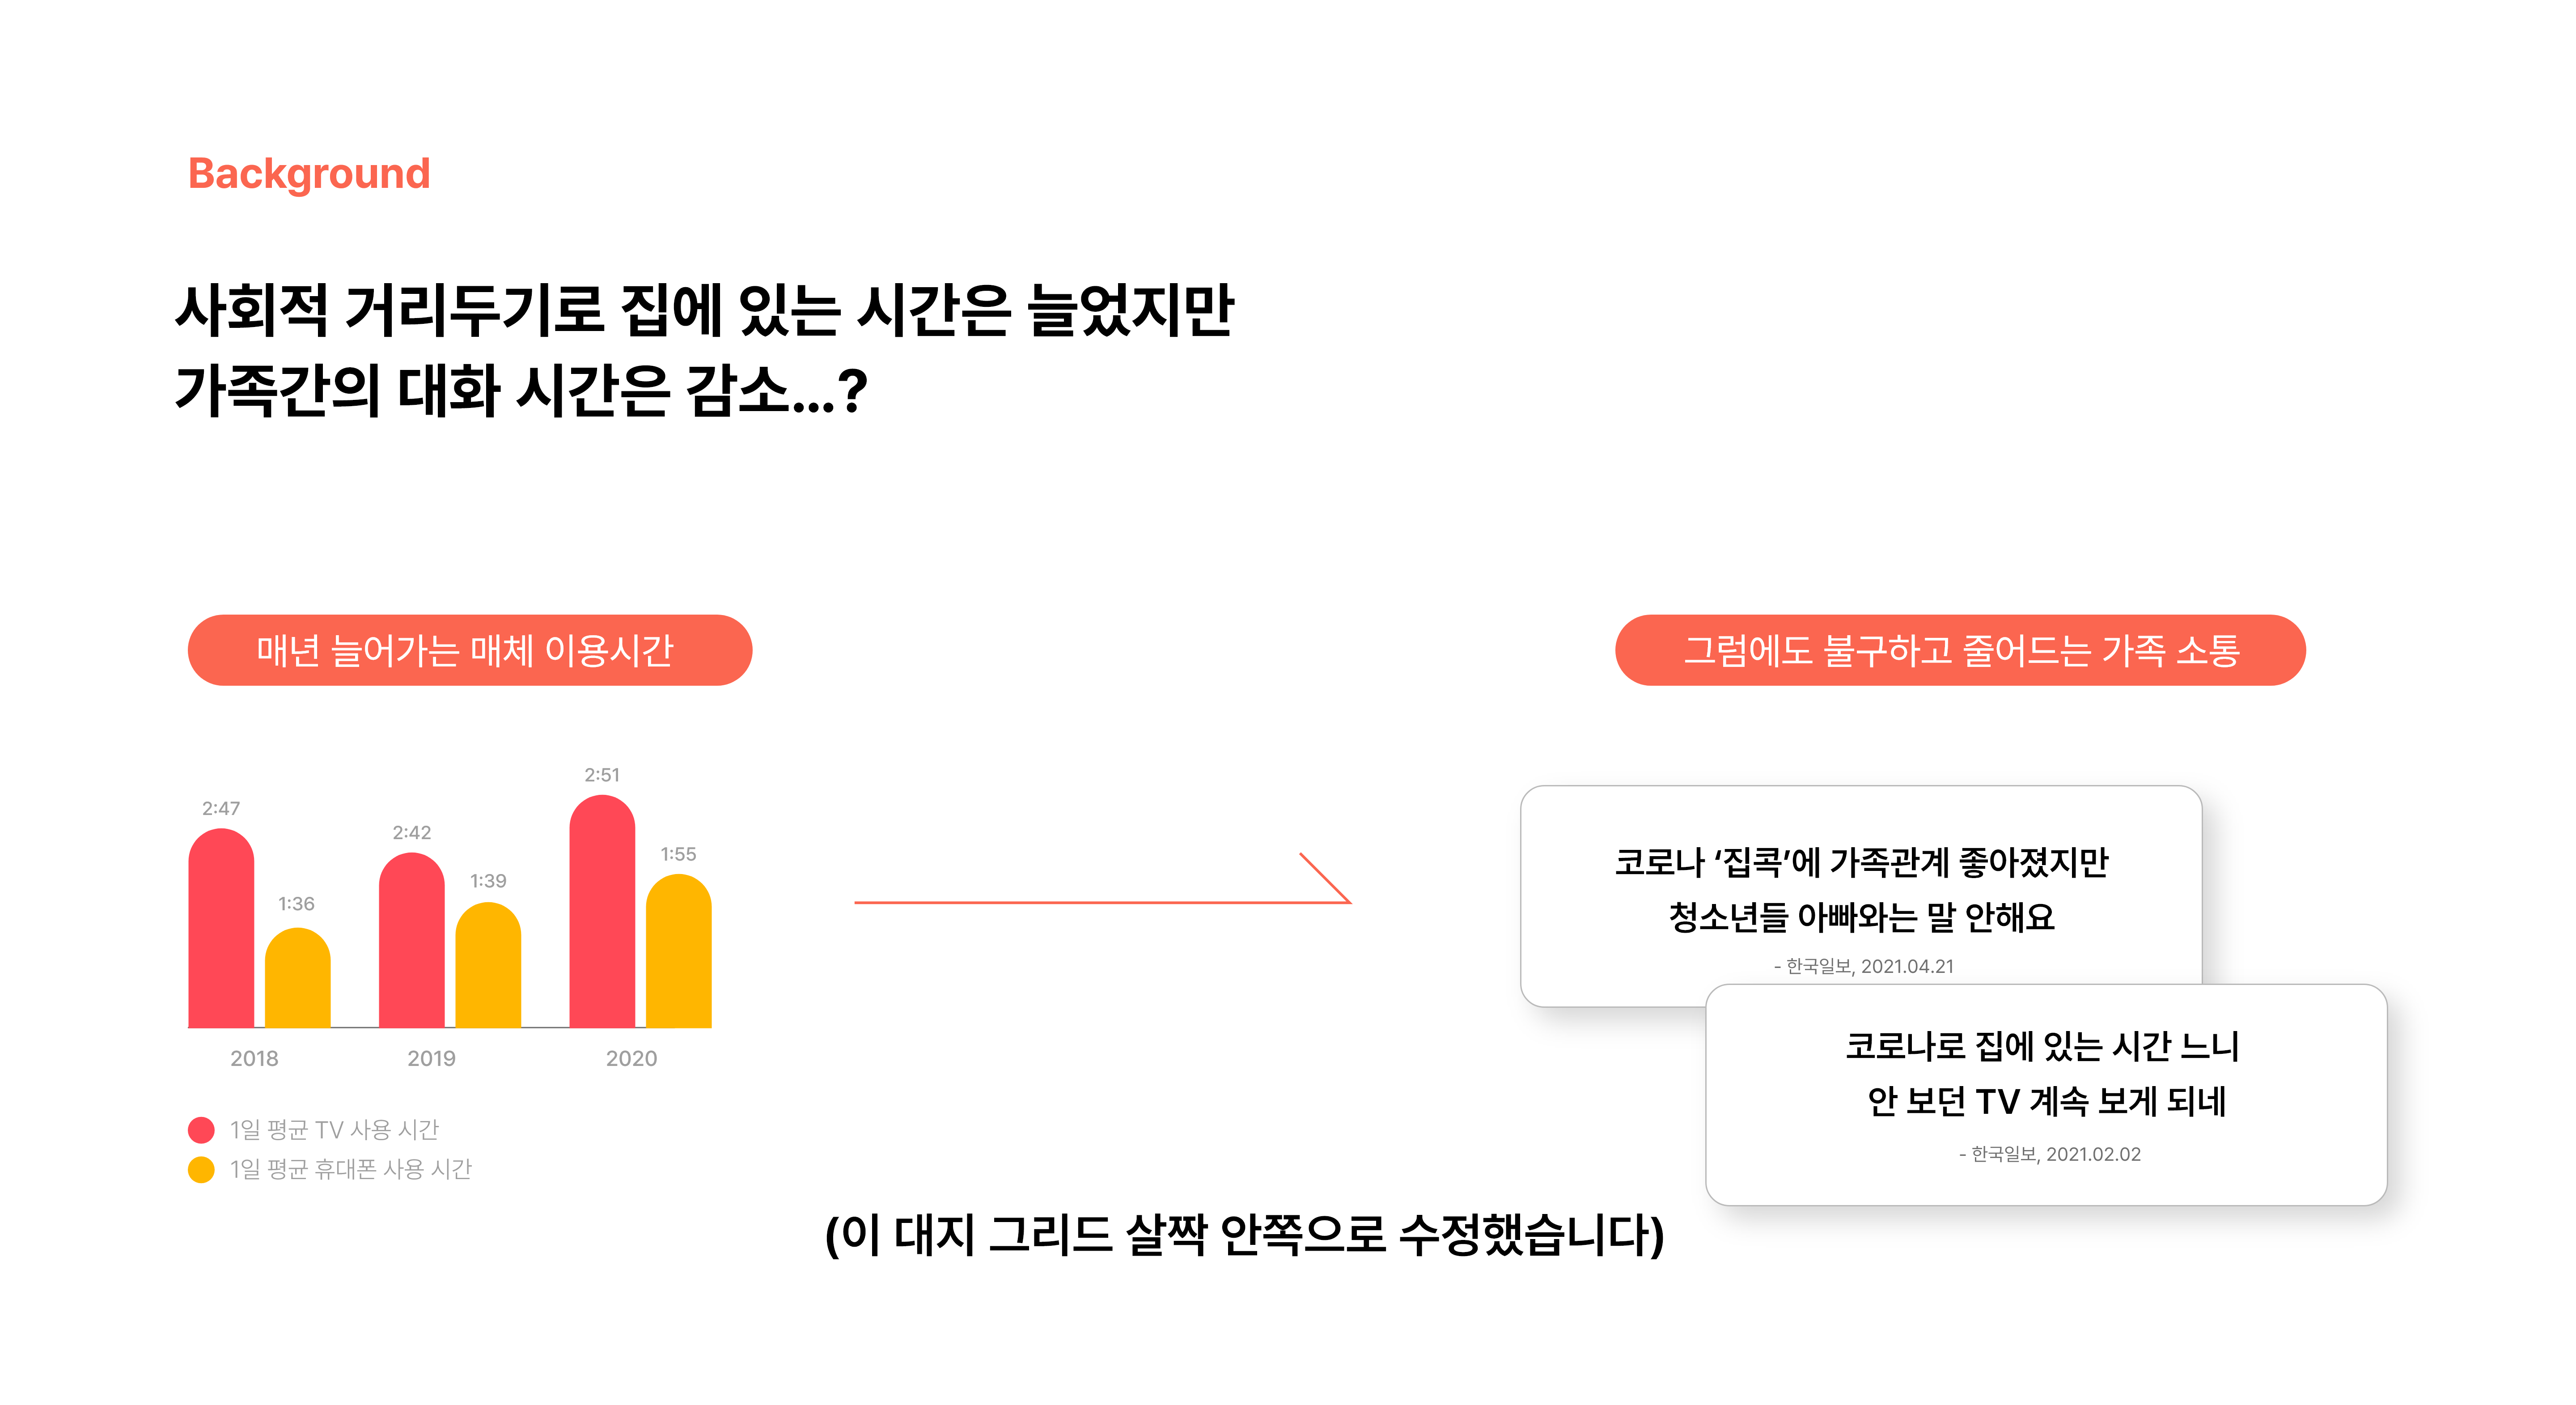 Background
사회적 거리두기로 집에 있는 시간은 늘었지만
가족간의 대화 시간은 감소...?
매년 늘어가는 매체 이용시간
2:47
1:36
2:42
1:39
2:51
1:55
2018
2019
2020
1일 평균 TV 사용 시간
1일 평균 휴대폰 사용 시간
그럼에도 불구하고 줄어드는 가족 소통
코로나 ‘집콕’에 가족관계 좋아졌지만
청소년들 아빠와는 말 안해요
- 한국일보, 2021.04.21
코로나로 집에 있는 시간 느니
안 보던 TV 계속 보게 되네
- 한국일보, 2021.02.02
(이 대지 그리드 살짝 안쪽으로 수정했습니다)